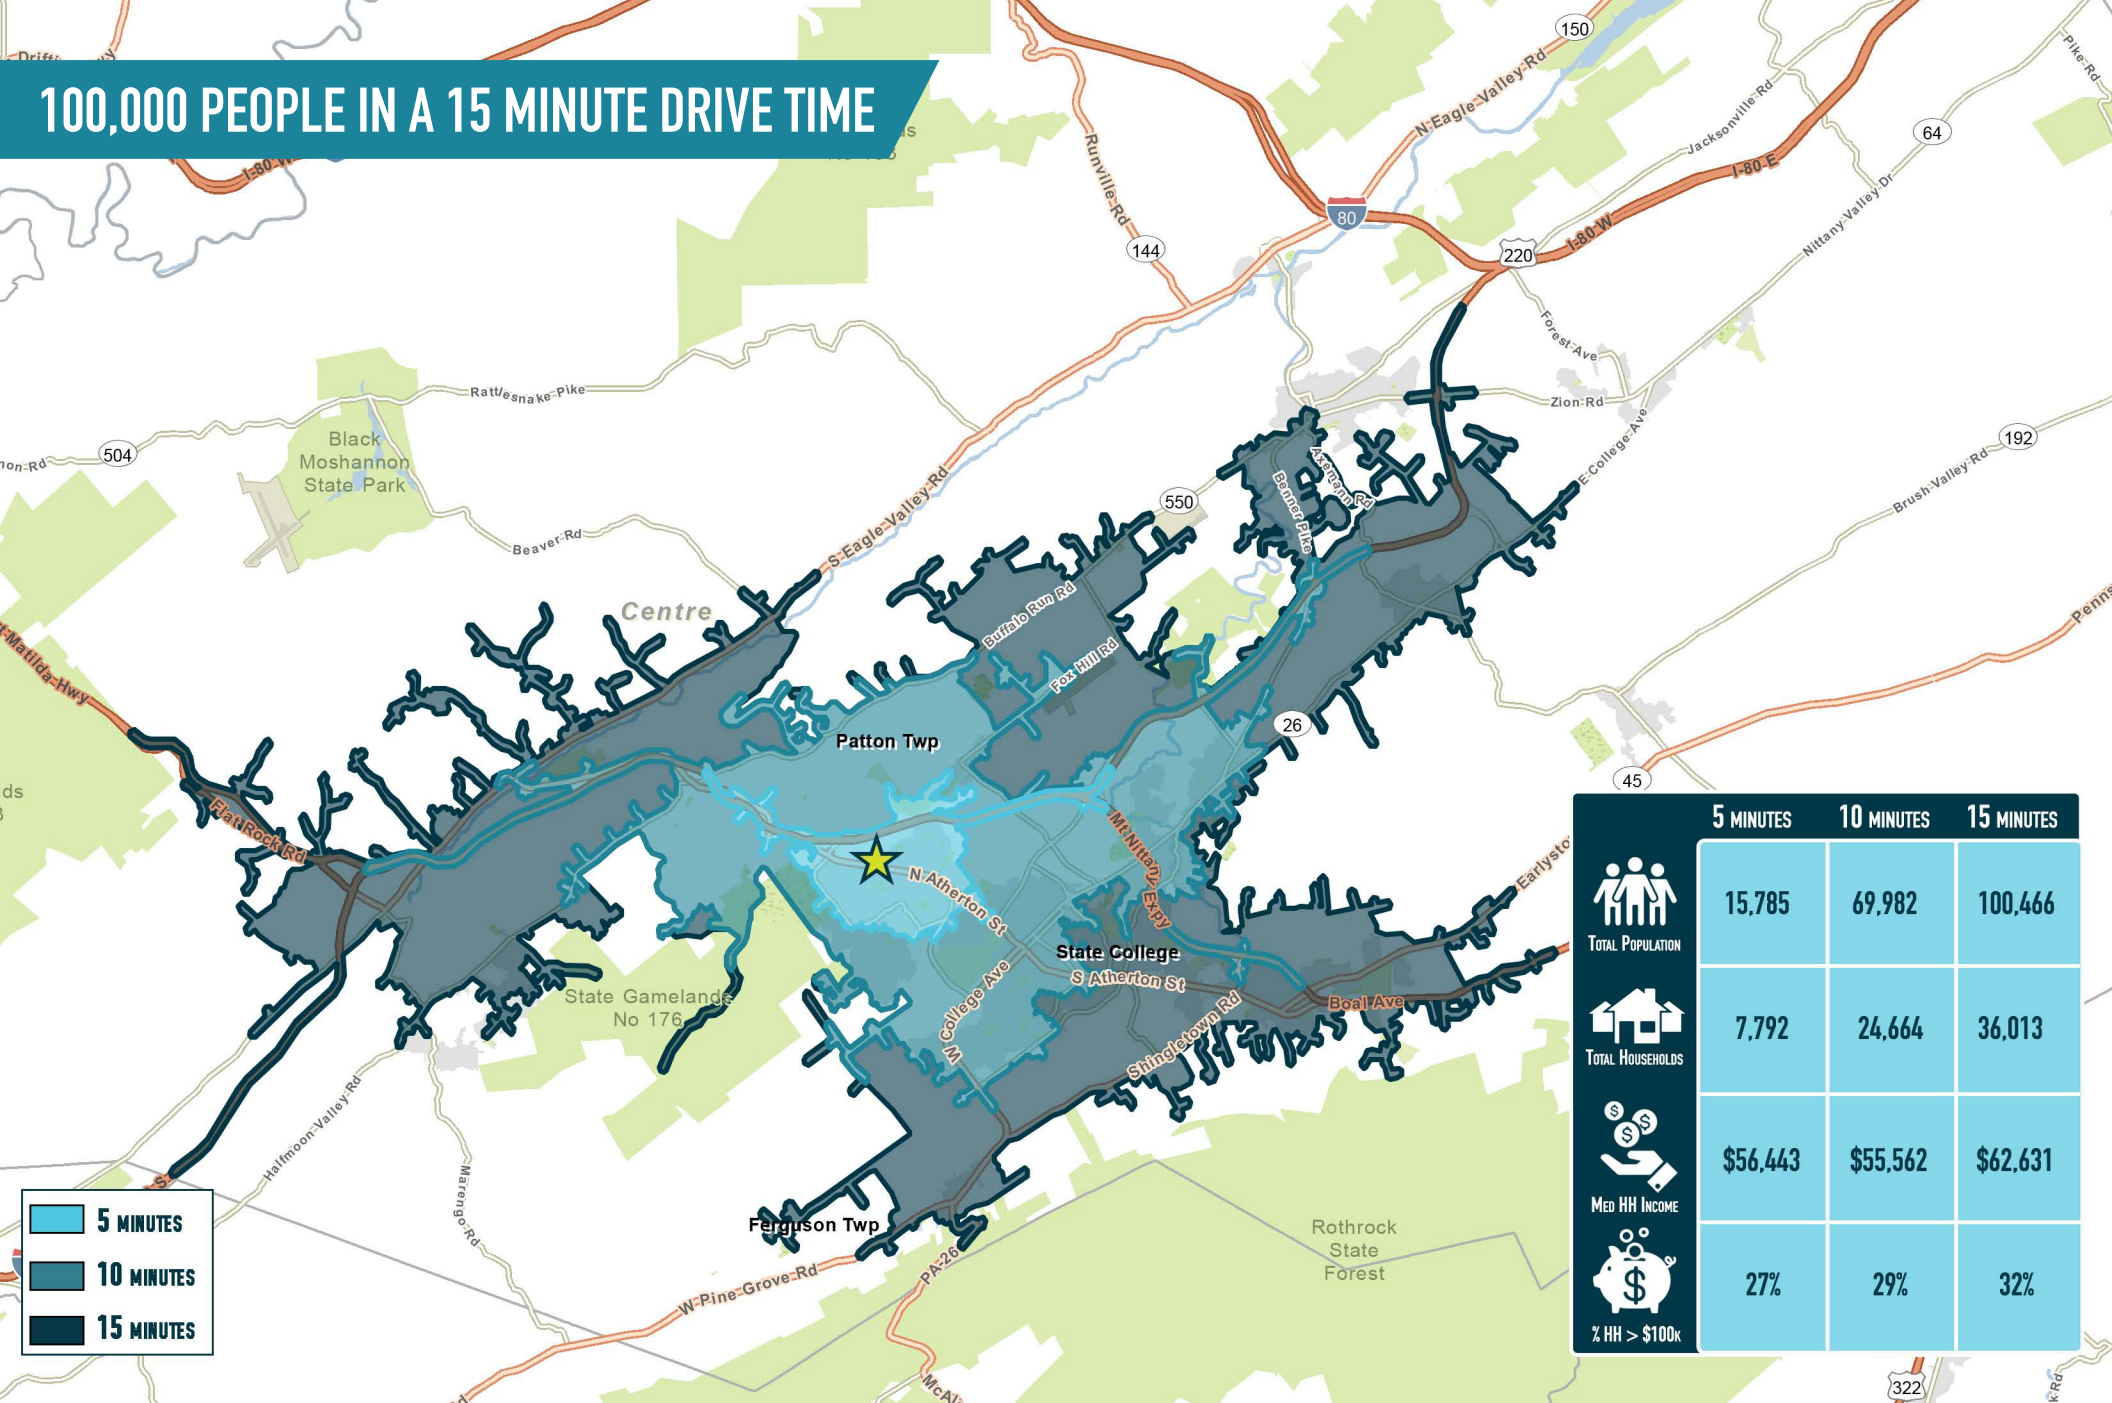 100,000 PEOPLE IN A 15 MINUTE DRIVE TIME
150
N-Eagle-Valley-Rd
Pike-Rd
Jacksonville-Rd
64
I-80-E
I-80-W
Runville-Rd
144
80
220
I-80-W
Nittany-Valley-Dr
Forest-Ave
Rattlesnake-Pike
Zion-Rd
E-College-Ave
192
Brush-Valley-Rd
Black
Moshannon
State Park
504
Beaver-Rd
S-Eagle-Valley-Rd
550
Axemann Rd
Benner Pike
Centre
Buffalo Run Rd
Fox Hill Rd
t-Matilda-Hwy
26
Patton Twp
45
Flat Rock Rd
Mt Nittany Expy
N Atherton St
State College
S Atherton St
W College Ave
Shingletown Rd
Boal Ave
State Gamelands
No 176
Halfmoon-Valley-Rd
Marengo-Rd
Ferguson Twp
W-Pine-Grove-Rd
PA-26
Rothrock
State
Forest
322
5 MINUTES
10 MINUTES
15 MINUTES
5 MINUTES 10 MINUTES 15 MINUTES
TOTAL POPULATION 15,785 69,982 100,466
TOTAL HOUSEHOLDS 7,792 24,664 36,013
MED HH INCOME $56,443 $55,562 $62,631
% HH > $100K 27% 29% 32%